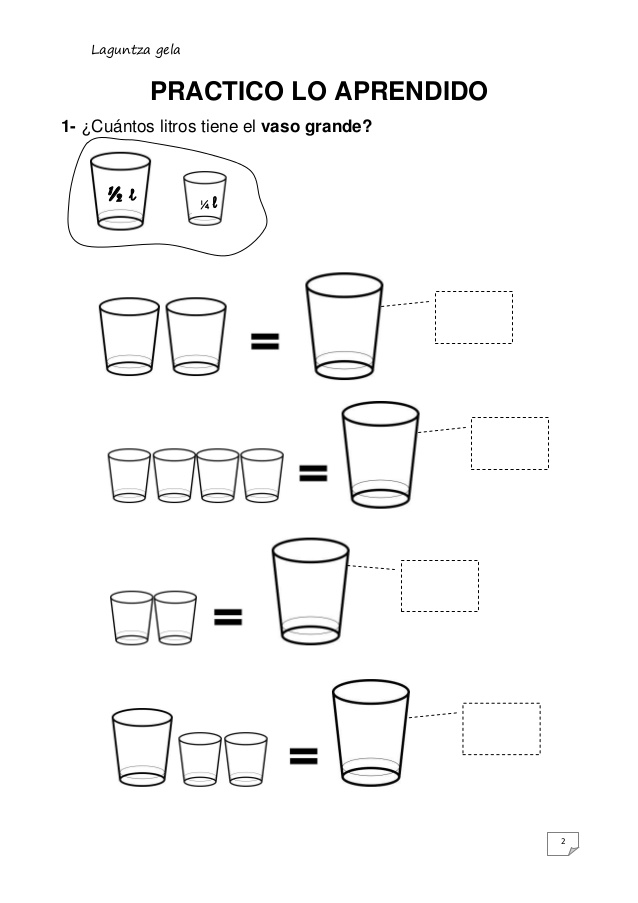 Laguntza gela
PRACTICO LO APRENDIDO
1- ¿Cuántos litros tiene el vaso grande?
½ l
¼ l
2